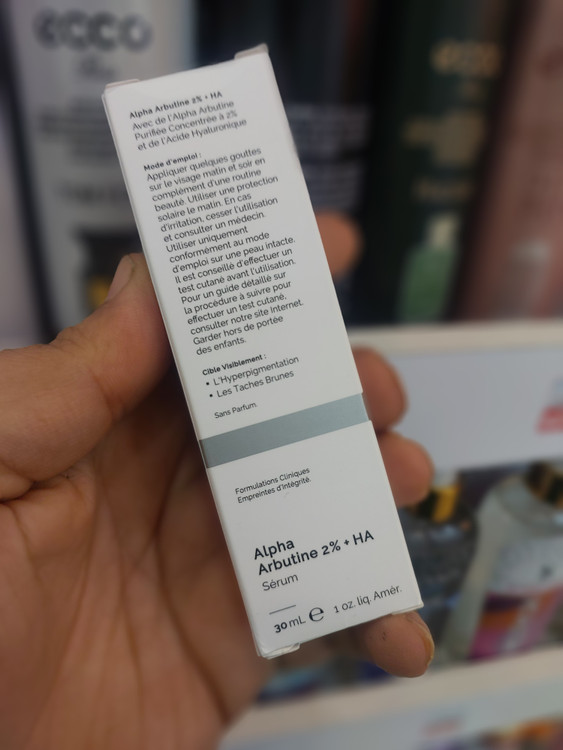 Alpha Arbutine 2% + HA
Avec de l'Alpha Arbutine
Purifiée Concentrée à 2%
et de l'Acide Hyaluronique
Mode d'emploi :
Appliquer quelques gouttes
sur le visage matin et soir en
complément d'une routine
beauté. Utiliser une protection
solaire le matin. En cas
d'irritation, cesser l'utilisation
et consulter un médecin.
Utiliser uniquement
conformément au mode
d'emploi sur une peau intacte.
Il est conseillé d'effectuer un
test cutané avant l'utilisation.
Pour un guide détaillé sur
la procédure à suivre pour
effectuer un test cutané,
consulter notre site Internet.
Garder hors de portée
des enfants.
Cible Visiblement :
• L'Hyperpigmentation
• Les Taches Brunes
Sans Parfum.
Formulations Cliniques
Empreintes d'Intégrité.
Alpha
Arbutine 2% + HA
Sérum
30 mL ℮ 1 oz. liq. Amér.